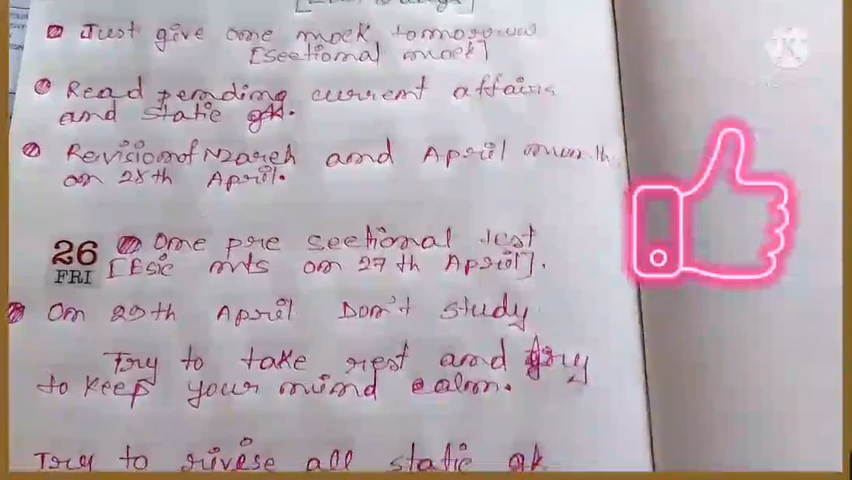 Just give one mock tomorrow
[sectional mock]
Read pending current affairs
and static gk.
Revision of March and April month
on 28th April.
26
FRI
One pre sectional test
[Esic mts on 27th April].
On 29th April Don't study
Try to take rest and try
to keep your mind calm.
Try to rivise all static gk
K